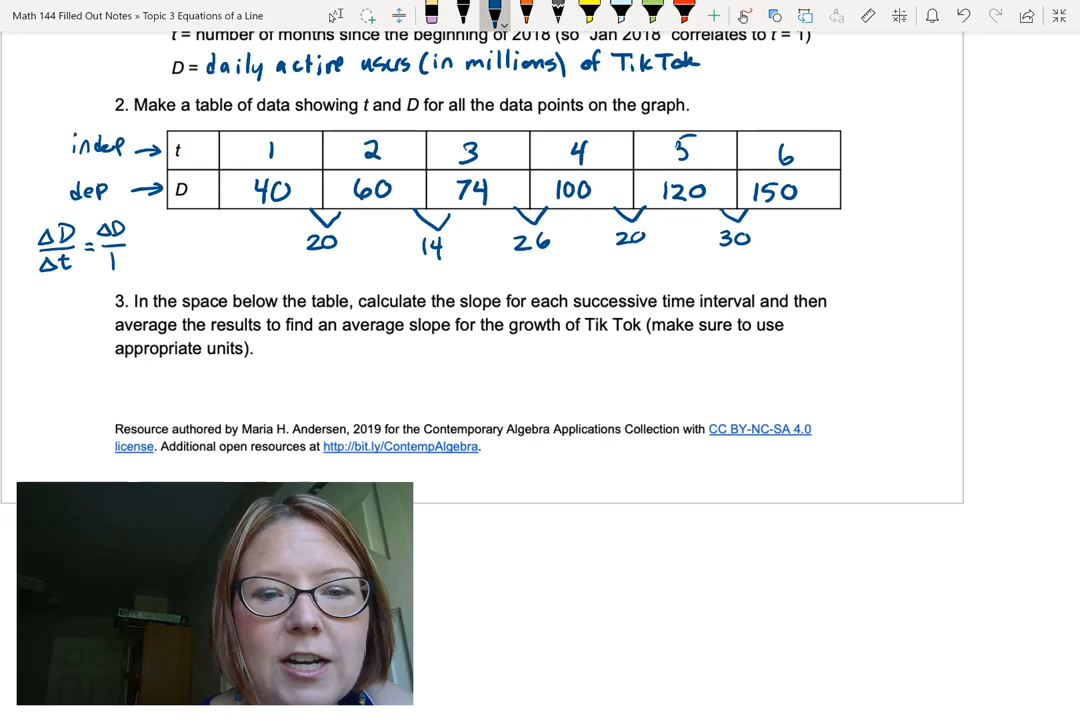 Math 144 Filled Out Notes » Topic 3 Equations of a Line
t = number of months since the beginning of 2018 (so "Jan 2018" correlates to t = 1)
D = daily active users (in millions) of TikTok
2. Make a table of data showing t and D for all the data points on the graph.
indep → t 1 2 3 4 5 6
dep → D 40 60 74 100 120 150
20 14 26 20 30
ΔD/Δt = ΔD/1
3. In the space below the table, calculate the slope for each successive time interval and then
average the results to find an average slope for the growth of Tik Tok (make sure to use
appropriate units).
Resource authored by Maria H. Andersen, 2019 for the Contemporary Algebra Applications Collection with CC BY-NC-SA 4.0
license. Additional open resources at http://bit.ly/ContempAlgebra.